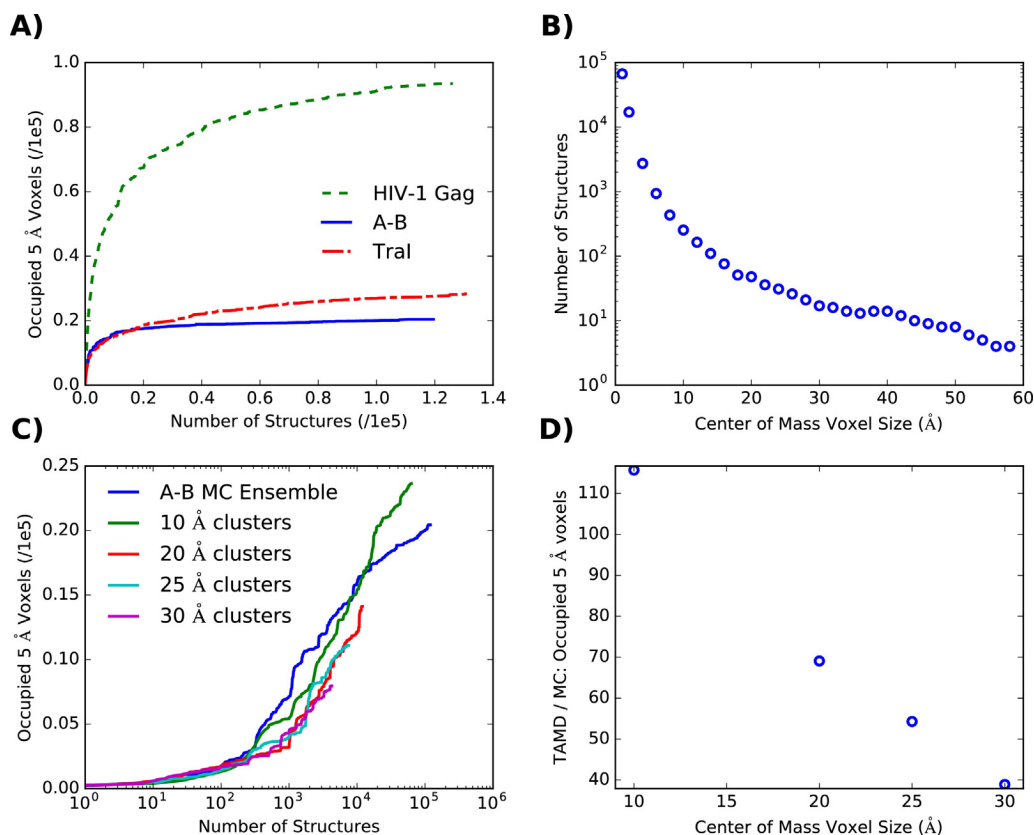 A)
1.0
0.8
0.6
0.4
0.2
0.0
Occupied 5 Å Voxels (/1e5)
HIV-1 Gag
A-B
TraI
0.0 0.2 0.4 0.6 0.8 1.0 1.2 1.4
Number of Structures (/1e5)
B)
10^5
10^4
10^3
10^2
10^1
10^0
Number of Structures
0 10 20 30 40 50 60
Center of Mass Voxel Size (Å)
C)
0.25
0.20
0.15
0.10
0.05
0.00
Occupied 5 Å Voxels (/1e5)
A-B MC Ensemble
10 Å clusters
20 Å clusters
25 Å clusters
30 Å clusters
10^0 10^1 10^2 10^3 10^4 10^5 10^6
Number of Structures
D)
110
100
90
80
70
60
50
40
TAMD / MC: Occupied 5 Å voxels
10 15 20 25 30
Center of Mass Voxel Size (Å)